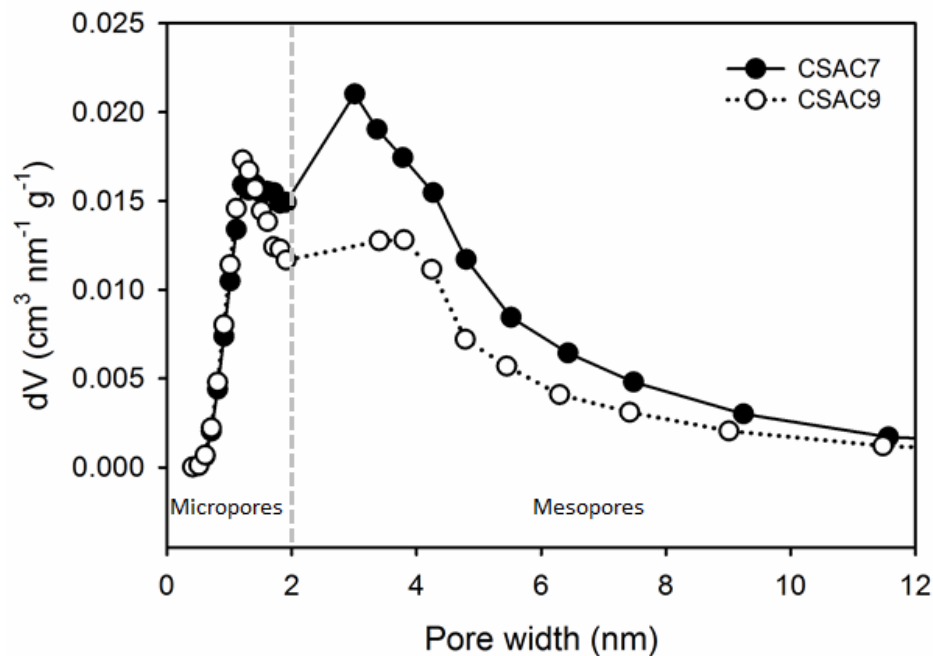 0.025
0.020
0.015
0.010
0.005
0.000
dV (cm³ nm⁻¹ g⁻¹)
CSAC7
CSAC9
Micropores
Mesopores
0 2 4 6 8 10 12
Pore width (nm)